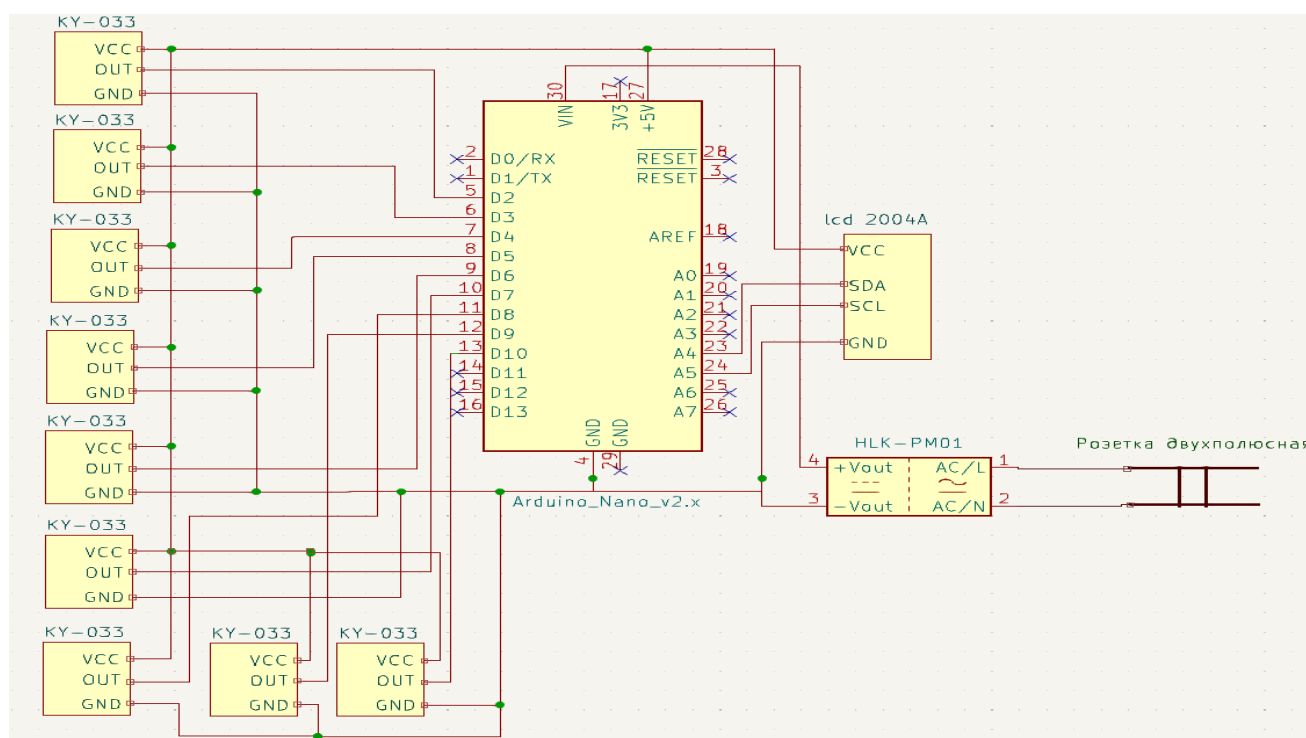 KY-033
VCC
OUT
GND
KY-033
VCC
OUT
GND
KY-033
VCC
OUT
GND
KY-033
VCC
OUT
GND
KY-033
VCC
OUT
GND
KY-033
VCC
OUT
GND
KY-033
VCC
OUT
GND
KY-033
VCC
OUT
GND
KY-033
VCC
OUT
GND
30
17
27
VIN
3V3
+5V
2 D0/RX
1 D1/TX
5 D2
6 D3
7 D4
8 D5
9 D6
10 D7
11 D8
12 D9
13 D10
14 D11
15 D12
16 D13
RESET 28
RESET 3
AREF 18
A0 19
A1 20
A2 21
A3 22
A4 23
A5 24
A6 25
A7 26
GND
GND
4
29
Arduino_Nano_v2.x
lcd 2004A
VCC
SDA
SCL
GND
HLK-PM01
4 +Vout AC/L 1
3 -Vout AC/N 2
Розетка двухполюсная